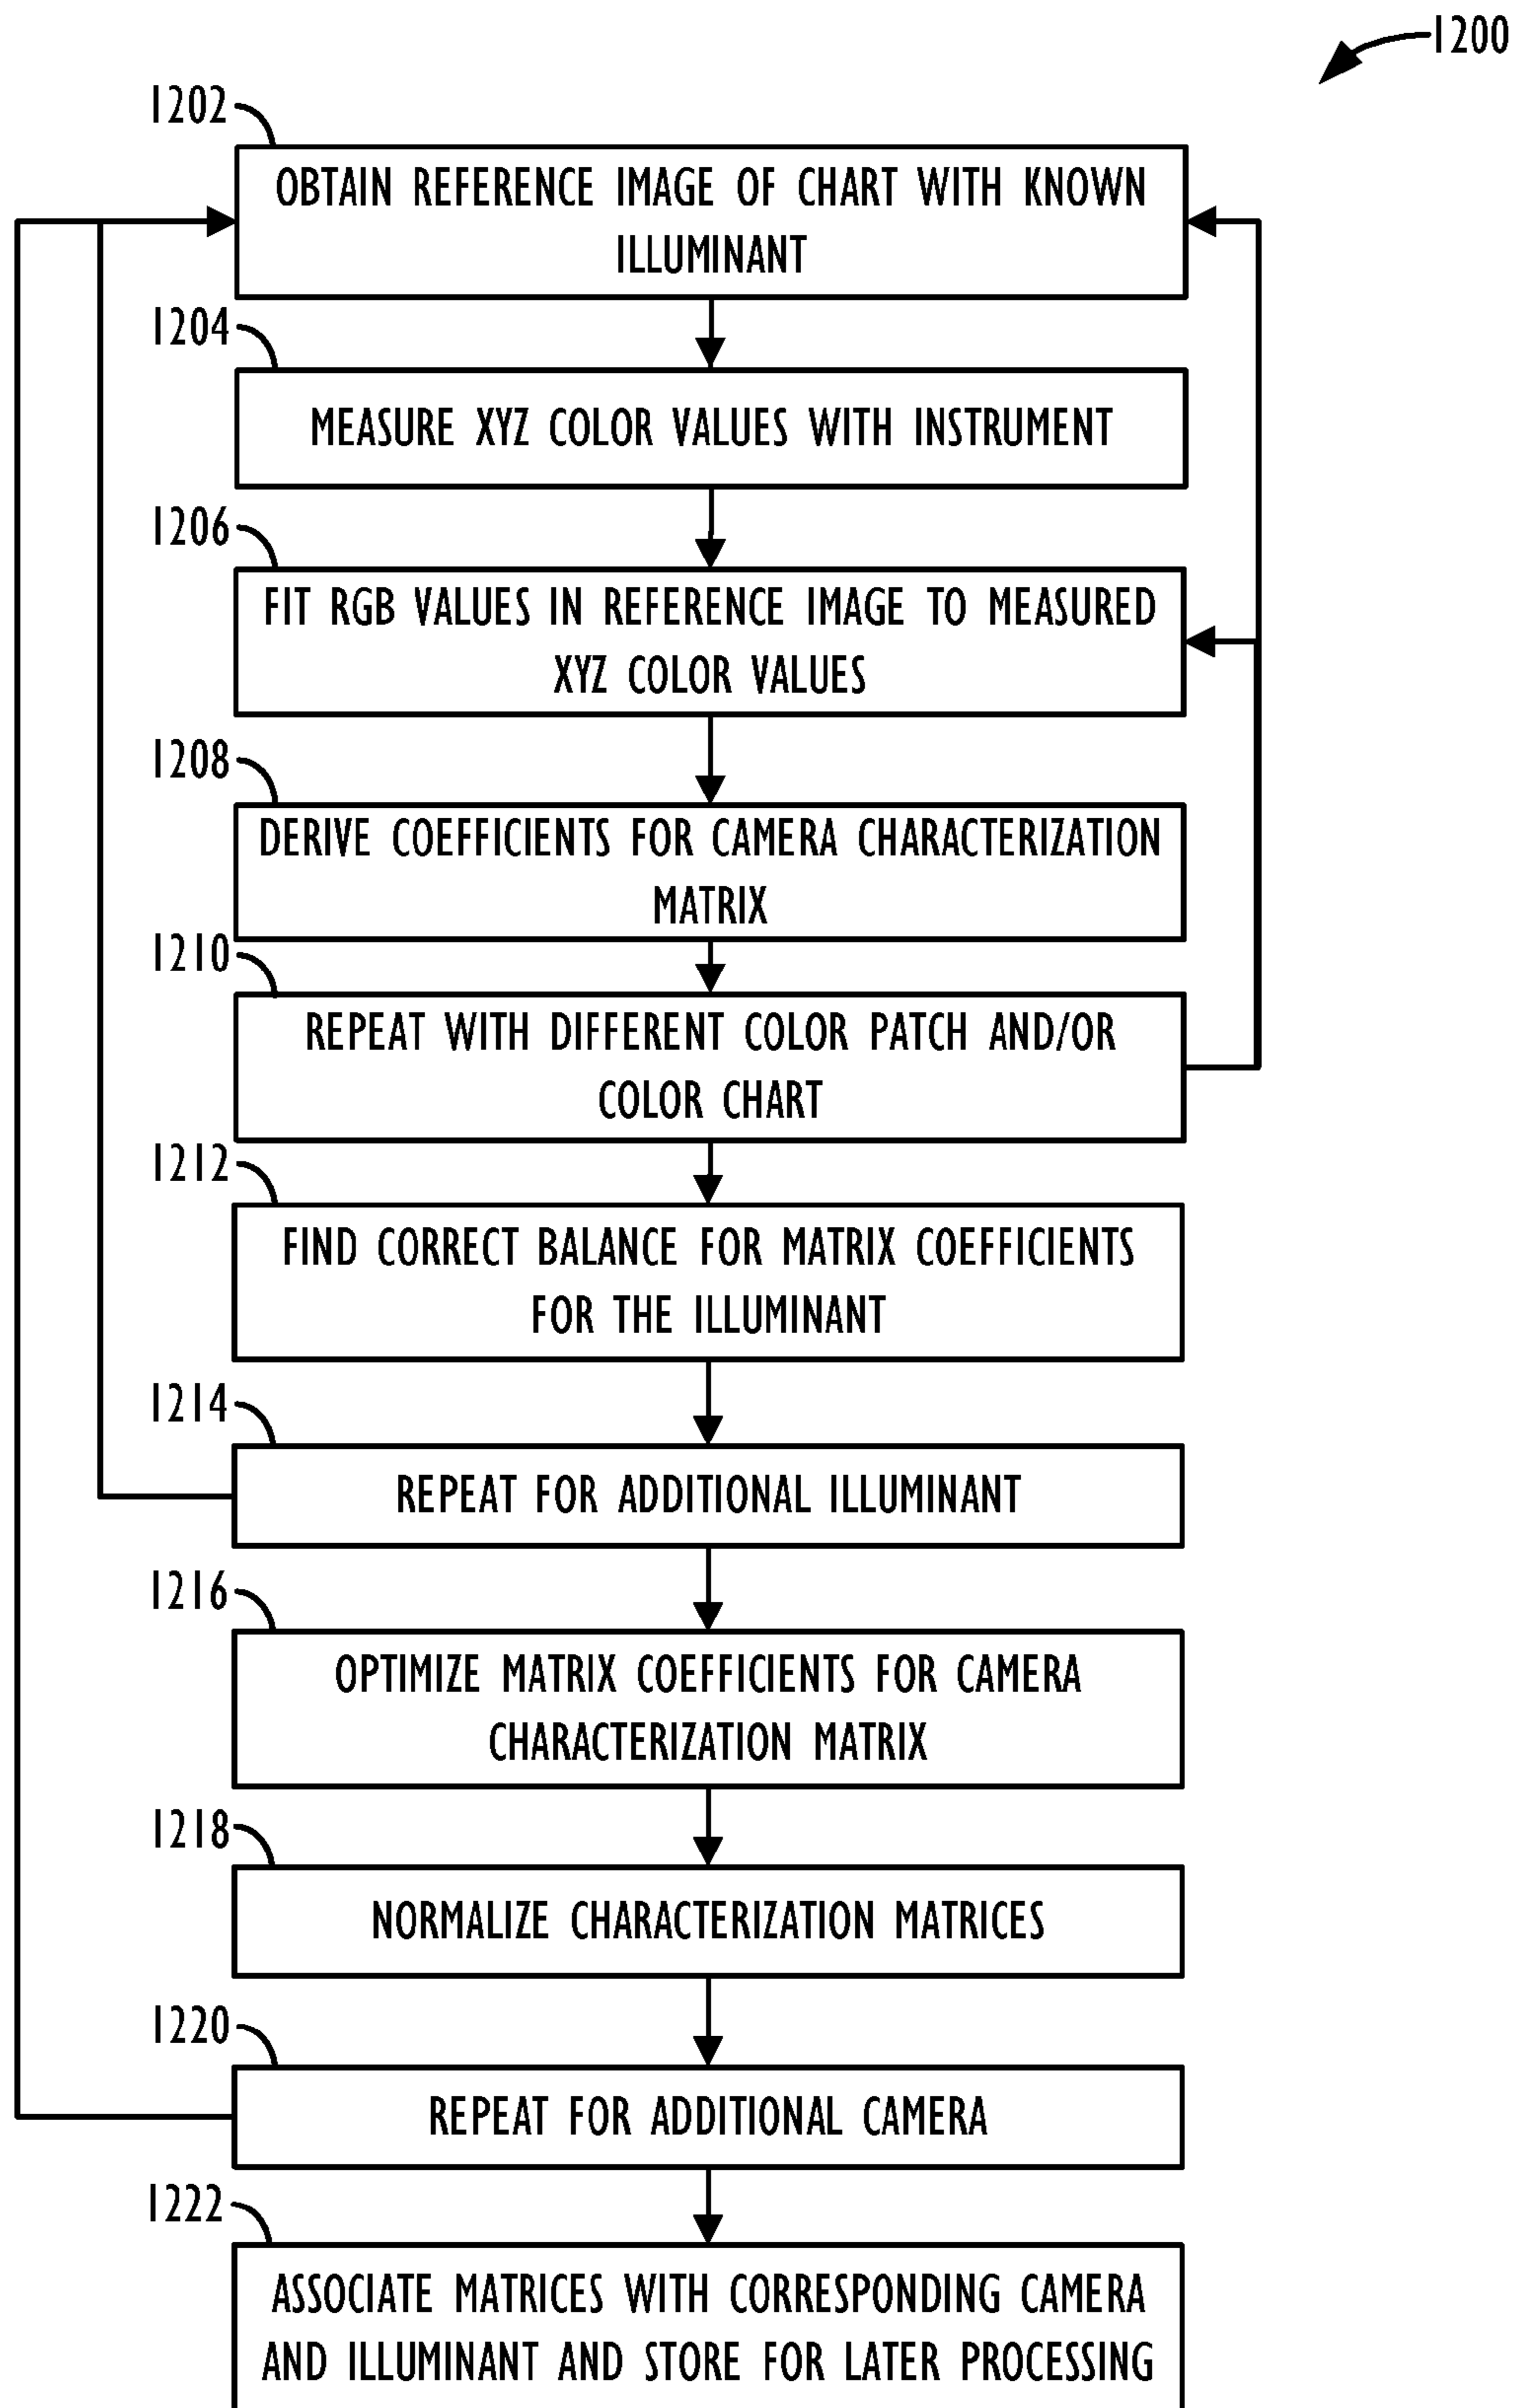 1200
1202
OBTAIN REFERENCE IMAGE OF CHART WITH KNOWN
ILLUMINANT
1204
MEASURE XYZ COLOR VALUES WITH INSTRUMENT
1206
FIT RGB VALUES IN REFERENCE IMAGE TO MEASURED
XYZ COLOR VALUES
1208
DERIVE COEFFICIENTS FOR CAMERA CHARACTERIZATION
MATRIX
1210
REPEAT WITH DIFFERENT COLOR PATCH AND/OR
COLOR CHART
1212
FIND CORRECT BALANCE FOR MATRIX COEFFICIENTS
FOR THE ILLUMINANT
1214
REPEAT FOR ADDITIONAL ILLUMINANT
1216
OPTIMIZE MATRIX COEFFICIENTS FOR CAMERA
CHARACTERIZATION MATRIX
1218
NORMALIZE CHARACTERIZATION MATRICES
1220
REPEAT FOR ADDITIONAL CAMERA
1222
ASSOCIATE MATRICES WITH CORRESPONDING CAMERA
AND ILLUMINANT AND STORE FOR LATER PROCESSING